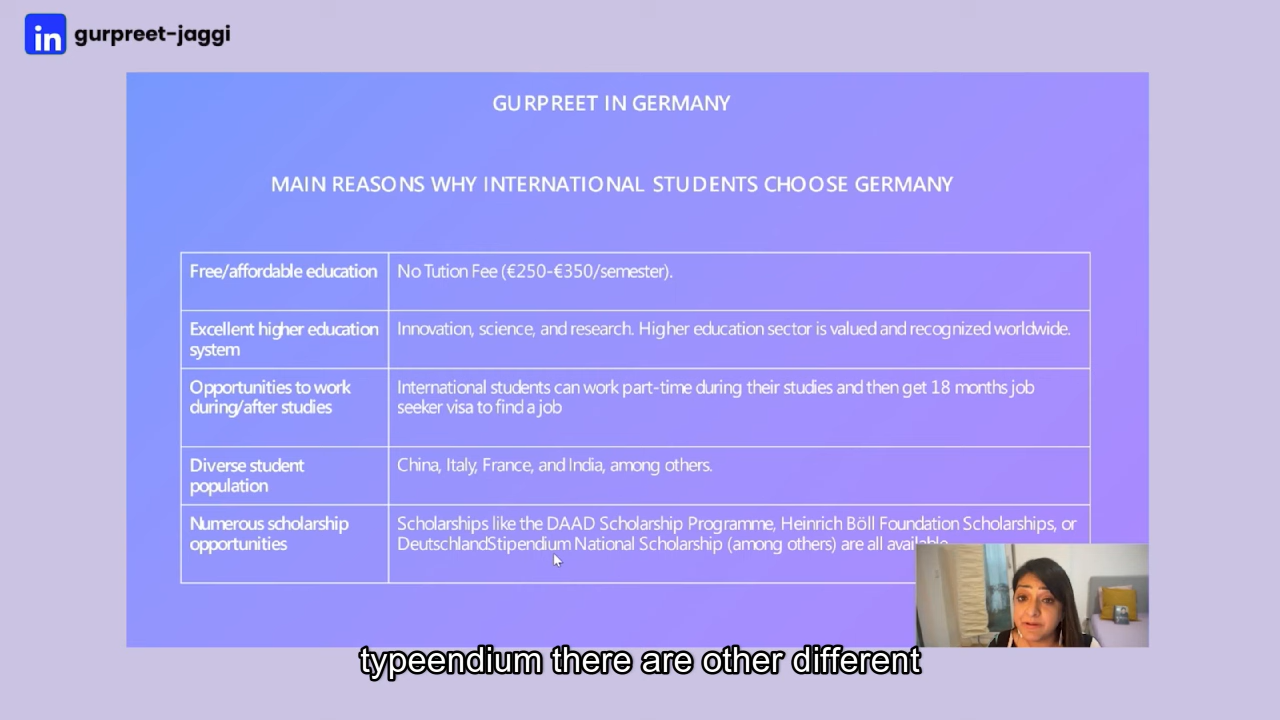 in gurpreet-jaggi
GURPREET IN GERMANY
MAIN REASONS WHY INTERNATIONAL STUDENTS CHOOSE GERMANY
Free/affordable education
No Tution Fee (€250-€350/semester).
Excellent higher education
system
Innovation, science, and research. Higher education sector is valued and recognized worldwide.
Opportunities to work
during/after studies
International students can work part-time during their studies and then get 18 months job
seeker visa to find a job
Diverse student
population
China, Italy, France, and India, among others.
Numerous scholarship
opportunities
Scholarships like the DAAD Scholarship Programme, Heinrich Böll Foundation Scholarships, or
DeutschlandStipendium National Scholarship (among others) are all available
typeendium there are other different